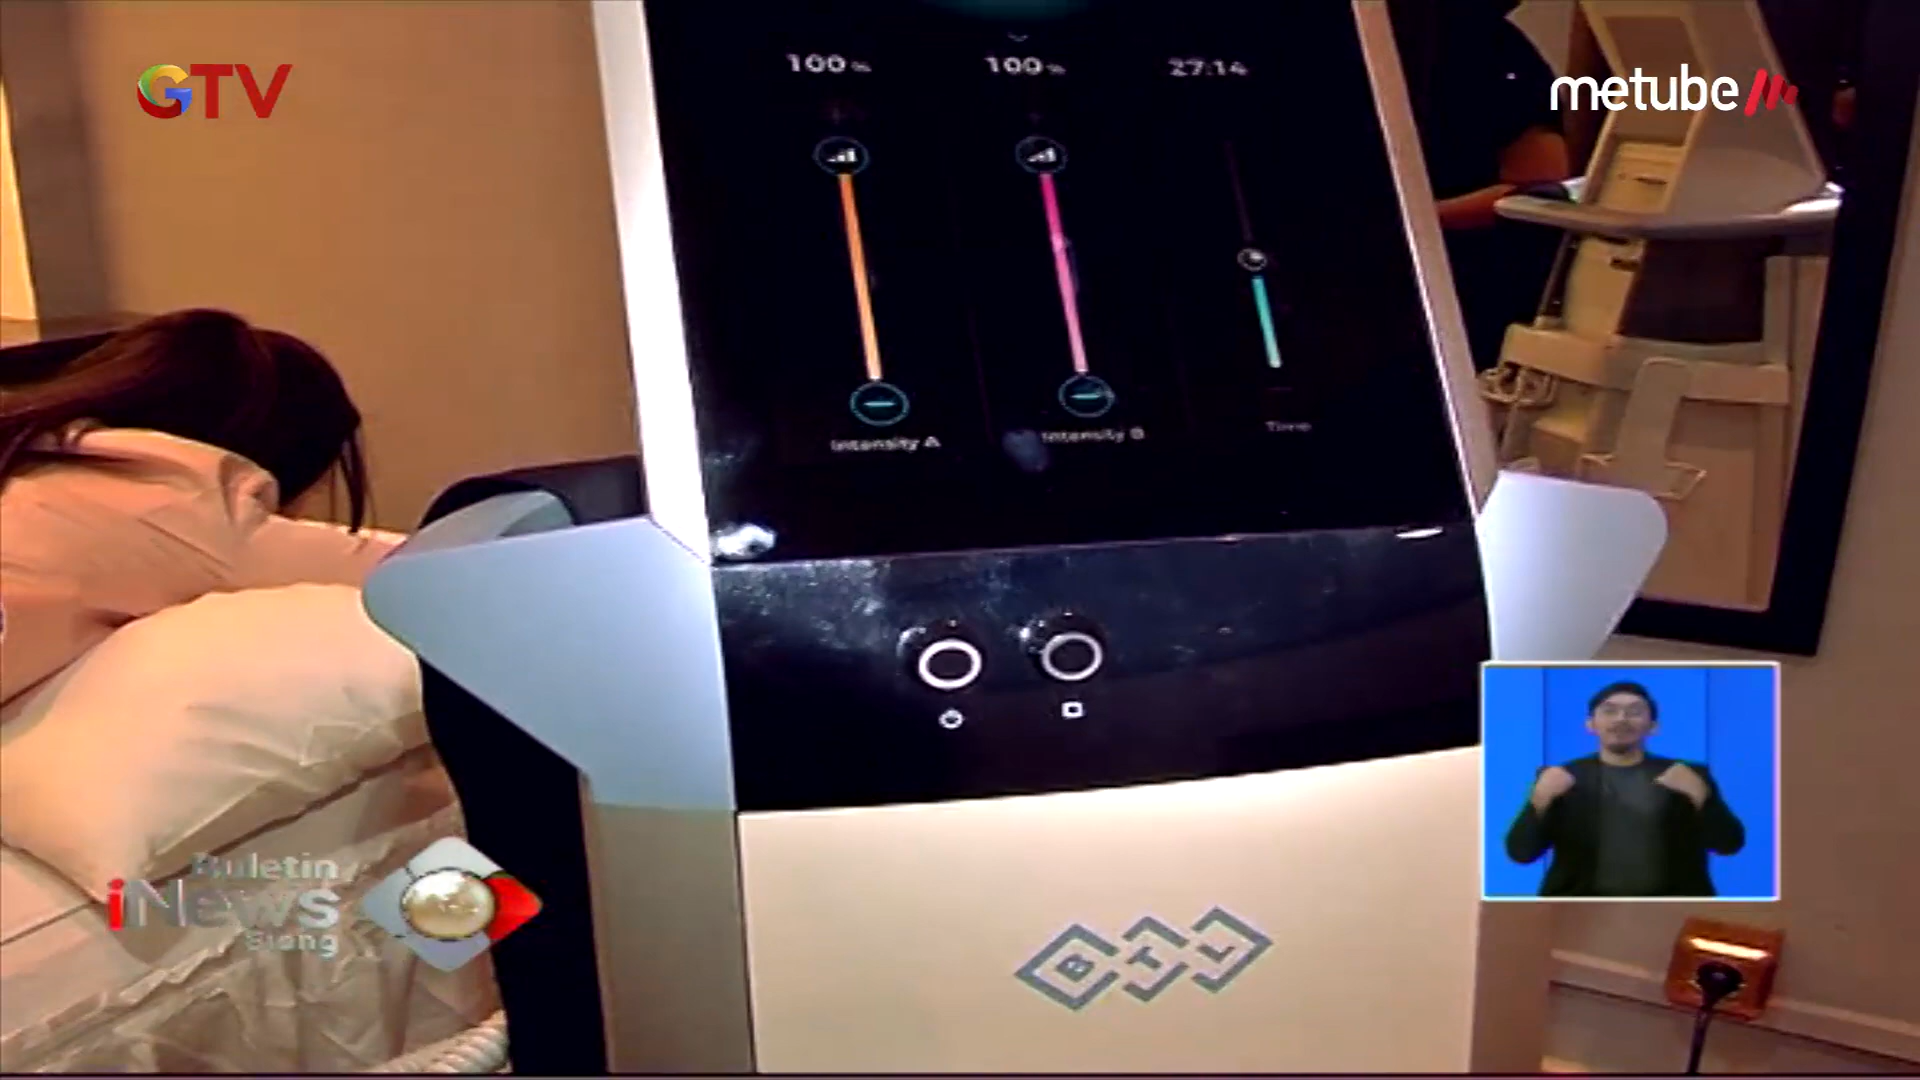 GTV
metube
100 %
100 %
27:14
Intensity A
Intensity B
Time
Buletin
iNews
Siang
BTL